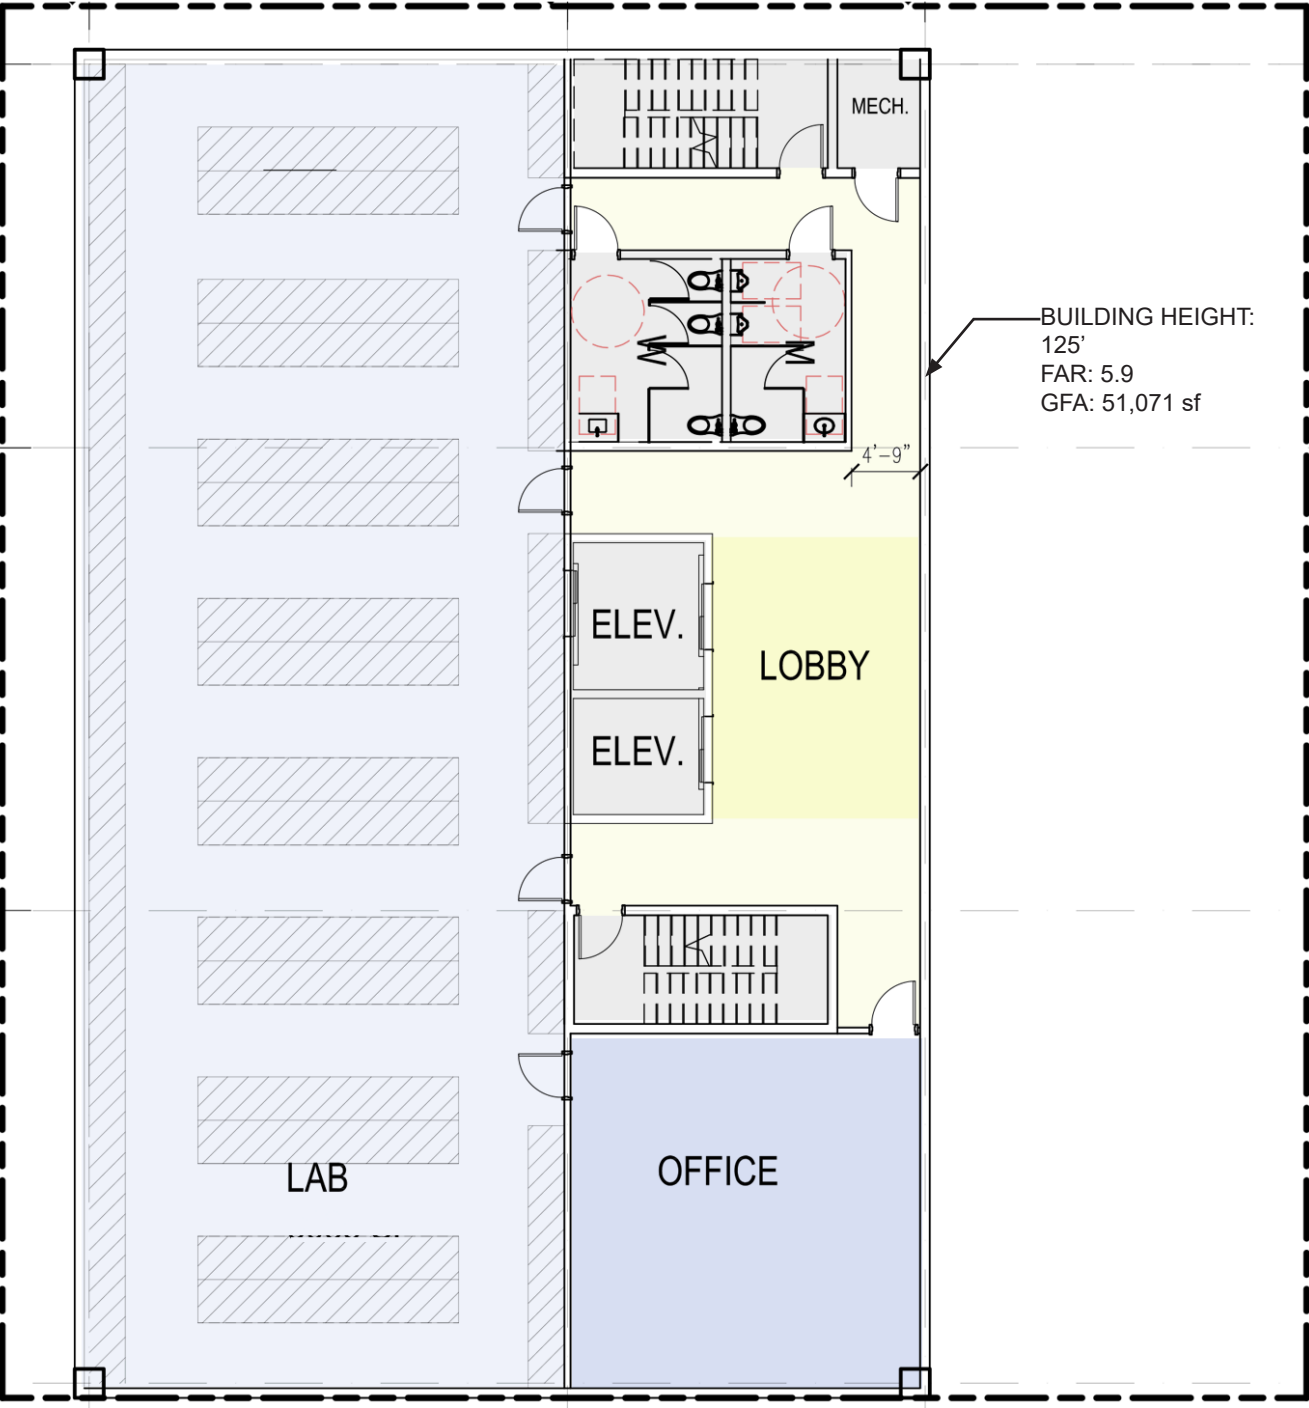 MECH.
BUILDING HEIGHT:
125’
FAR: 5.9
GFA: 51,071 sf
4’–9”
ELEV.
LOBBY
ELEV.
LAB
OFFICE